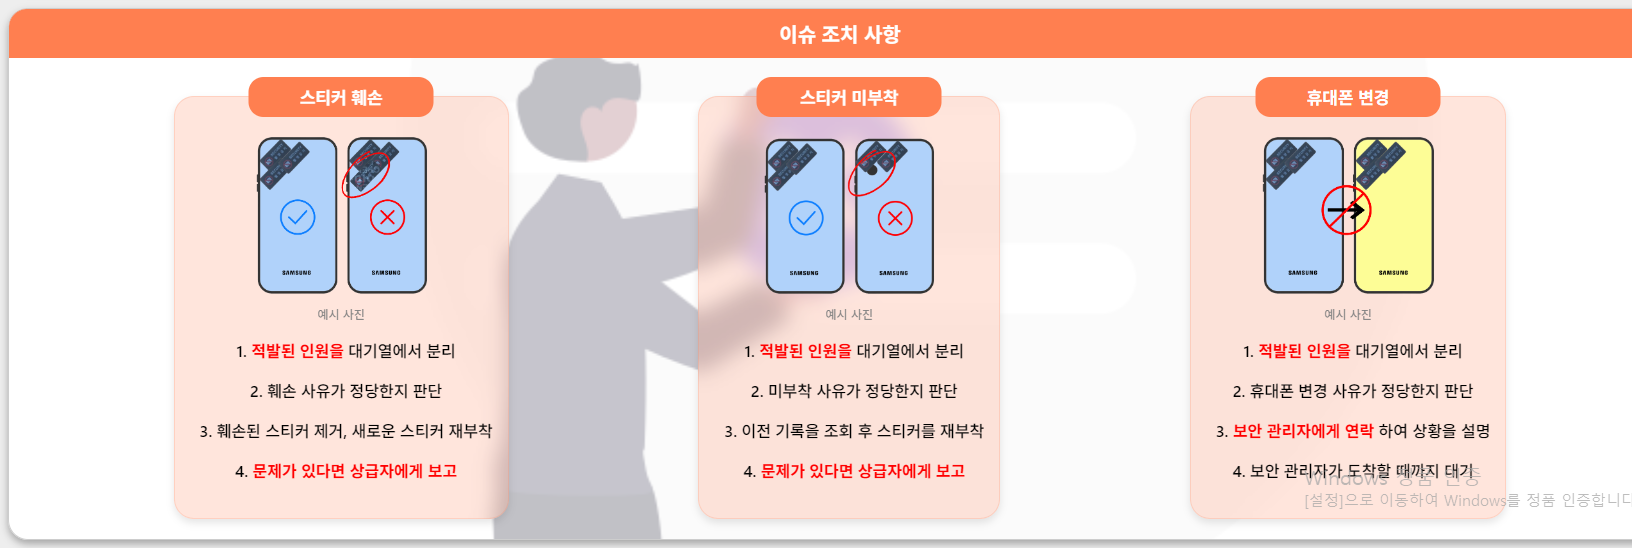 이슈 조치 사항
스티커 훼손
SAMSUNG
SAMSUNG
예시 사진
1. 적발된 인원을 대기열에서 분리
2. 훼손 사유가 정당한지 판단
3. 훼손된 스티커 제거, 새로운 스티커 재부착
4. 문제가 있다면 상급자에게 보고
스티커 미부착
SAMSUNG
SAMSUNG
예시 사진
1. 적발된 인원을 대기열에서 분리
2. 미부착 사유가 정당한지 판단
3. 이전 기록을 조회 후 스티커를 재부착
4. 문제가 있다면 상급자에게 보고
휴대폰 변경
SAMSUNG
SAMSUNG
예시 사진
1. 적발된 인원을 대기열에서 분리
2. 휴대폰 변경 사유가 정당한지 판단
3. 보안 관리자에게 연락 하여 상황을 설명
4. 보안 관리자가 도착할 때까지 대기
Windows 정품 인증
[설정]으로 이동하여 Windows를 정품 인증합니다